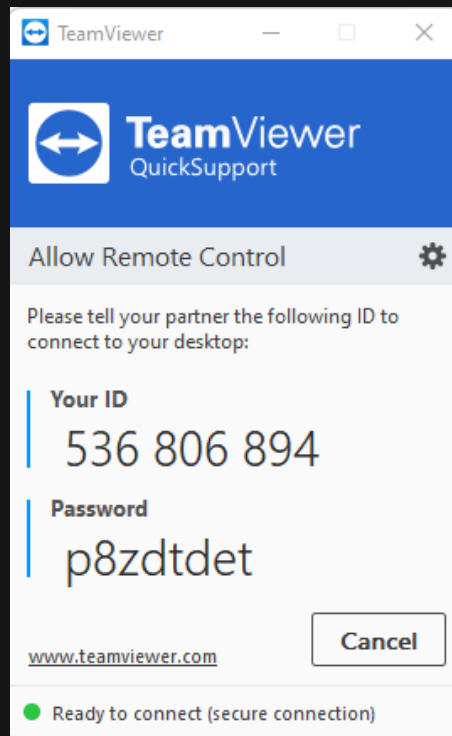 TeamViewer
TeamViewer
QuickSupport
Allow Remote Control
Please tell your partner the following ID to
connect to your desktop:
Your ID
536 806 894
Password
p8zdtdet
Cancel
www.teamviewer.com
Ready to connect (secure connection)